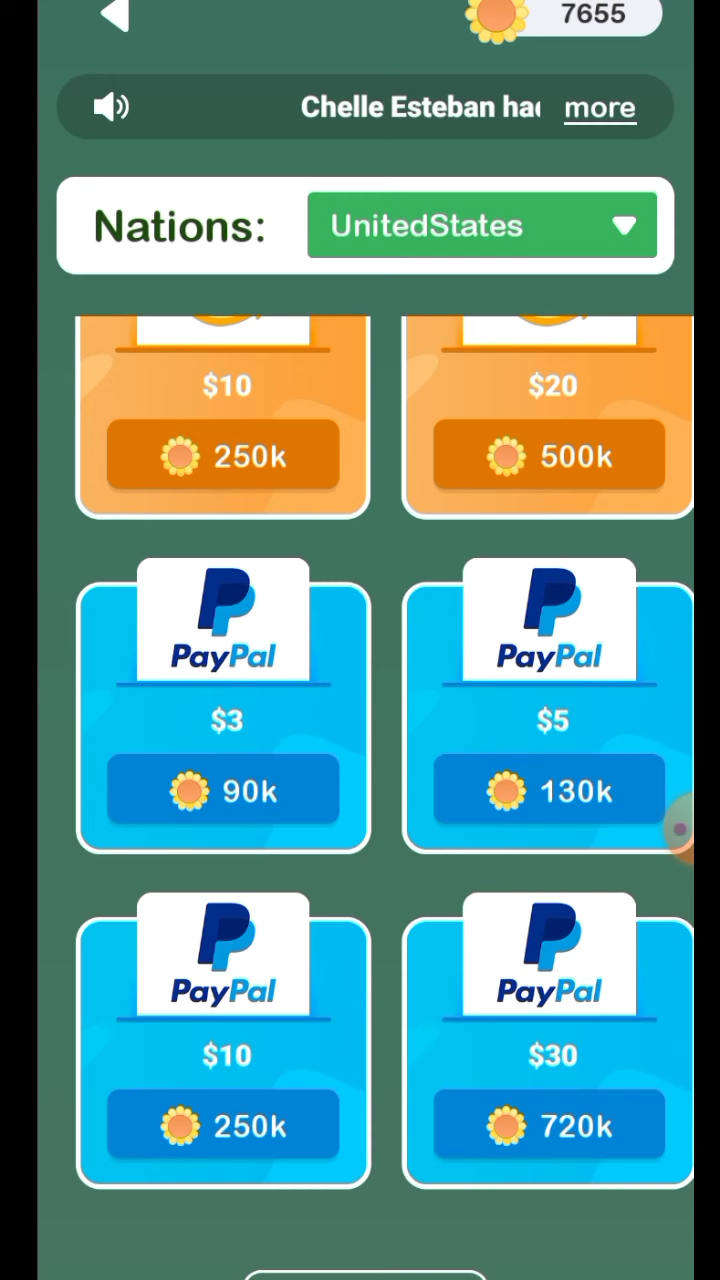 7655
Chelle Esteban had more
Nations: UnitedStates
$10 $20
250k 500k
PayPal PayPal
$3 $5
90k 130k
PayPal PayPal
$10 $30
250k 720k